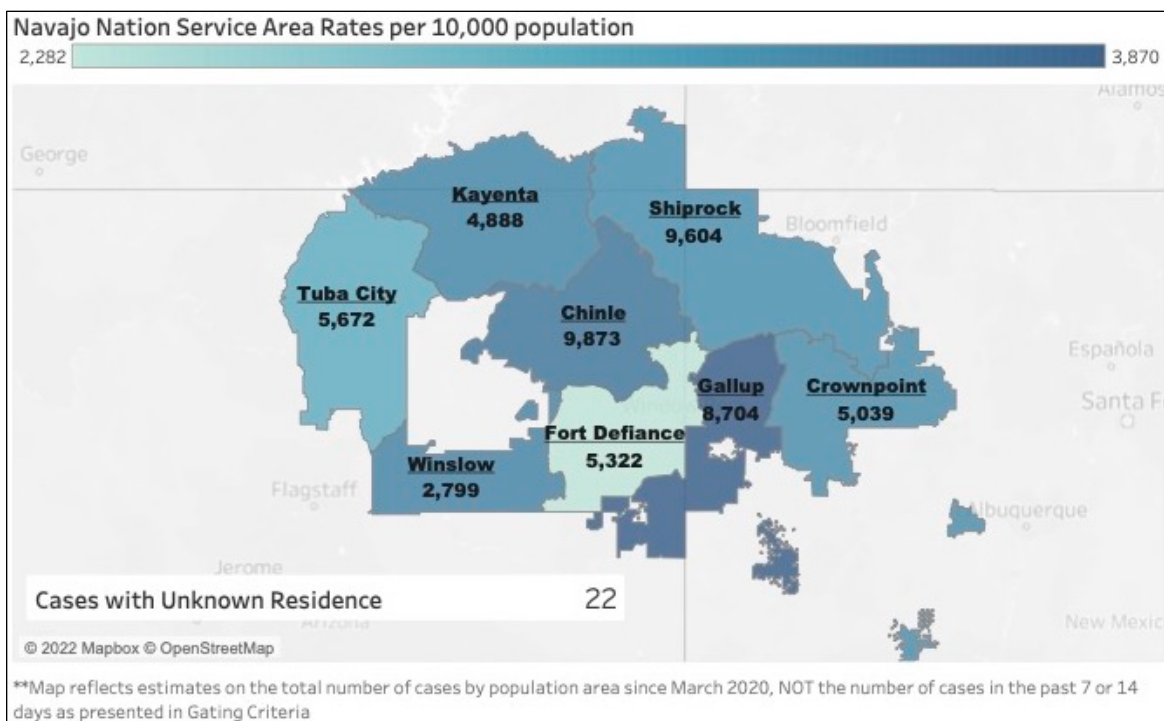 Navajo Nation Service Area Rates per 10,000 population
2,282
3,870
Alamos
George
Kayenta
4,888
Shiprock
9,604
Bloomfield
Tuba City
5,672
Chinle
9,873
Española
Gallup
8,704
Crownpoint
5,039
Santa F
Window
Fort Defiance
5,322
Winslow
2,799
Flagstaff
Albuquerque
Jerome
Cases with Unknown Residence 22
Arizona
New Mexic
© 2022 Mapbox © OpenStreetMap
**Map reflects estimates on the total number of cases by population area since March 2020, NOT the number of cases in the past 7 or 14
days as presented in Gating Criteria